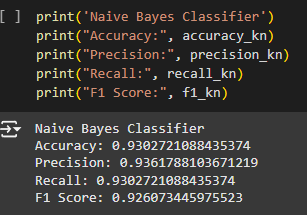 [ ] print('Naive Bayes Classifier')
print("Accuracy:", accuracy_kn)
print("Precision:", precision_kn)
print("Recall:", recall_kn)
print("F1 Score:", f1_kn)
Naive Bayes Classifier
Accuracy: 0.9302721088435374
Precision: 0.9361788103671219
Recall: 0.9302721088435374
F1 Score: 0.926073445975523